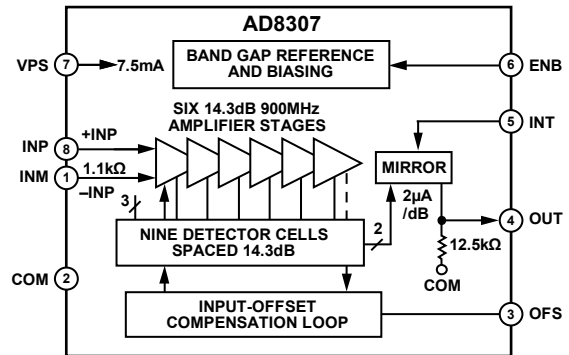 AD8307
VPS
7
7.5mA
BAND GAP REFERENCE
AND BIASING
6
ENB
SIX 14.3dB 900MHz
AMPLIFIER STAGES
5
INT
INP
8
+INP
INM
1
1.1kΩ
–INP
MIRROR
2µA
/dB
3
2
4
OUT
NINE DETECTOR CELLS
SPACED 14.3dB
12.5kΩ
COM
COM
2
INPUT-OFFSET
COMPENSATION LOOP
3
OFS